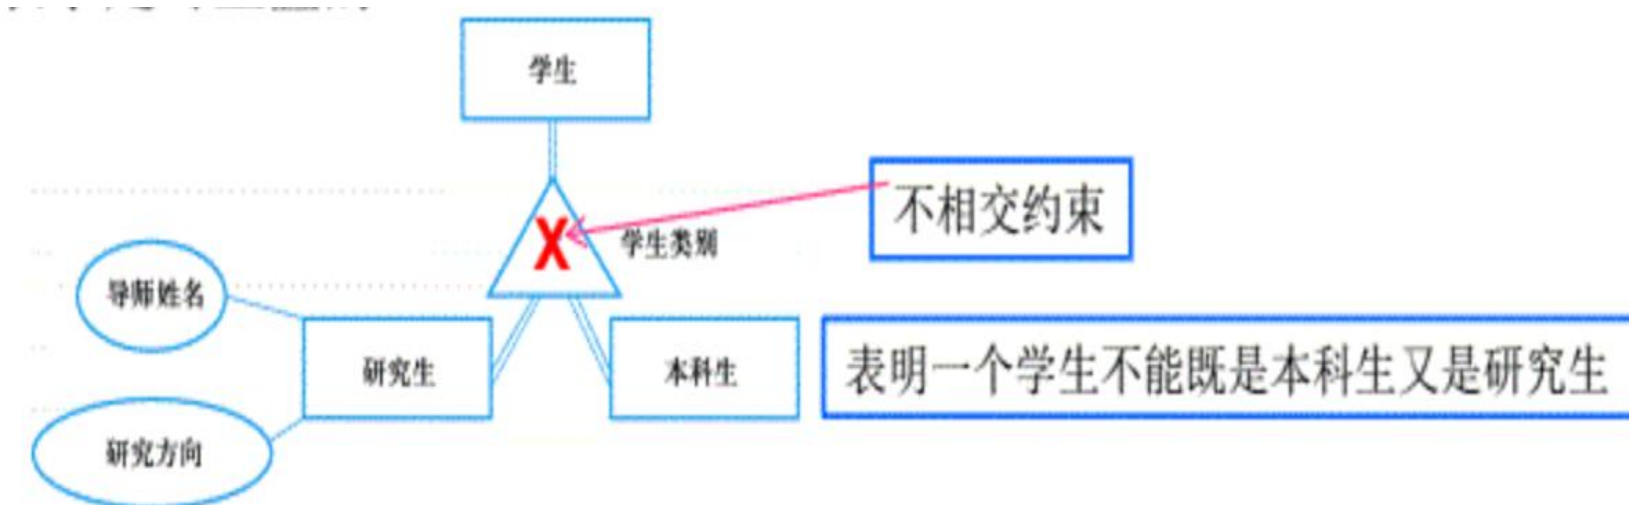 学生
不相交约束
X
学生类别
导师姓名
研究生
本科生
表明一个学生不能既是本科生又是研究生
研究方向